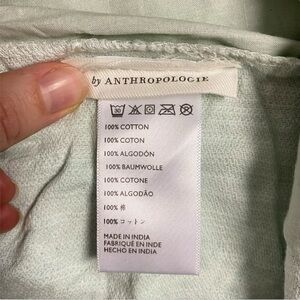 by ANTHROPOLOGIE
30
100% COTTON
100% COTON
100% ALGODÓN
100% BAUMWOLLE
100% COTONE
100% ALGODÃO
100% 棉
100% コットン
MADE IN INDIA
FABRIQUÉ EN INDE
HECHO EN INDIA